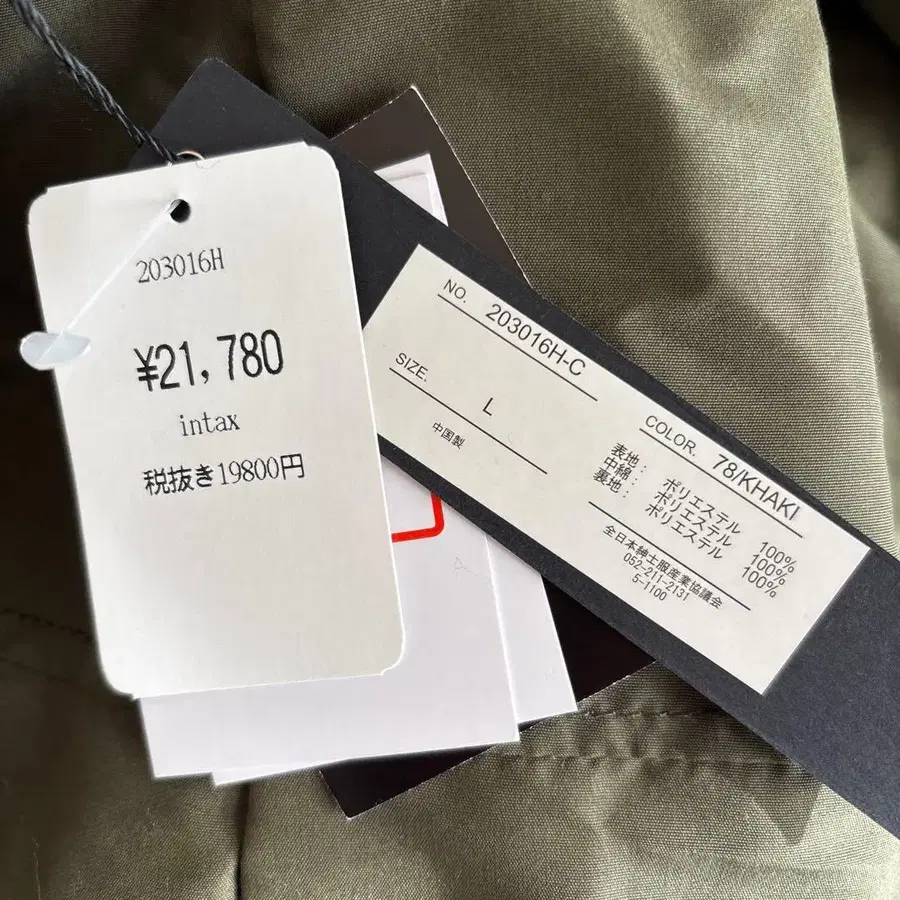 203016H
¥21,780
intax
税抜き19800円
NO. 203016H-C
SIZE. L
中国製
COLOR. 78/KHAKI
表地： ポリエステル 100%
中綿： ポリエステル 100%
裏地： ポリエステル 100%
全日本紳士服産業協議会
052-211-2131
5-1100